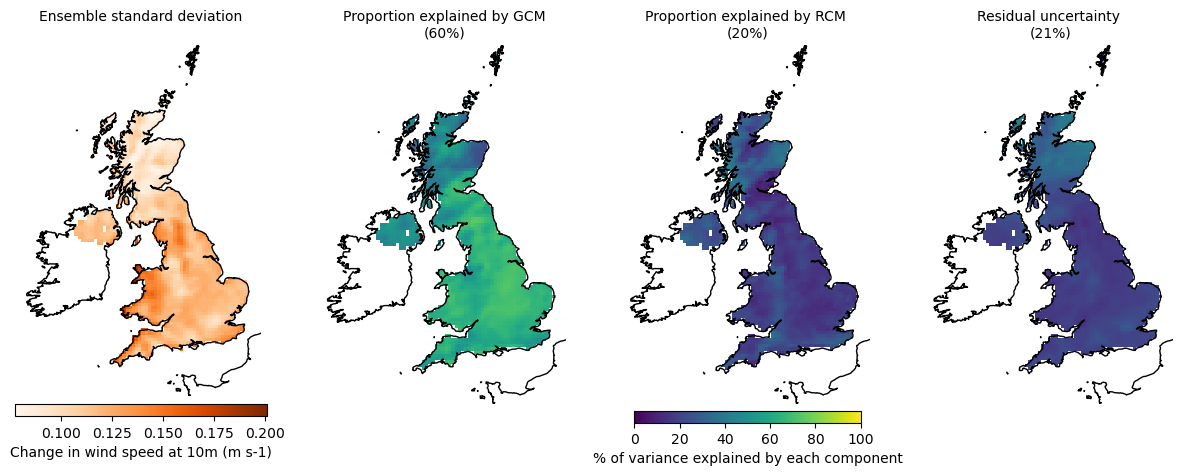 Ensemble standard deviation
Proportion explained by GCM
(60%)
Proportion explained by RCM
(20%)
Residual uncertainty
(21%)
0.100 0.125 0.150 0.175 0.200
Change in wind speed at 10m (m s-1)
0 20 40 60 80 100
% of variance explained by each component